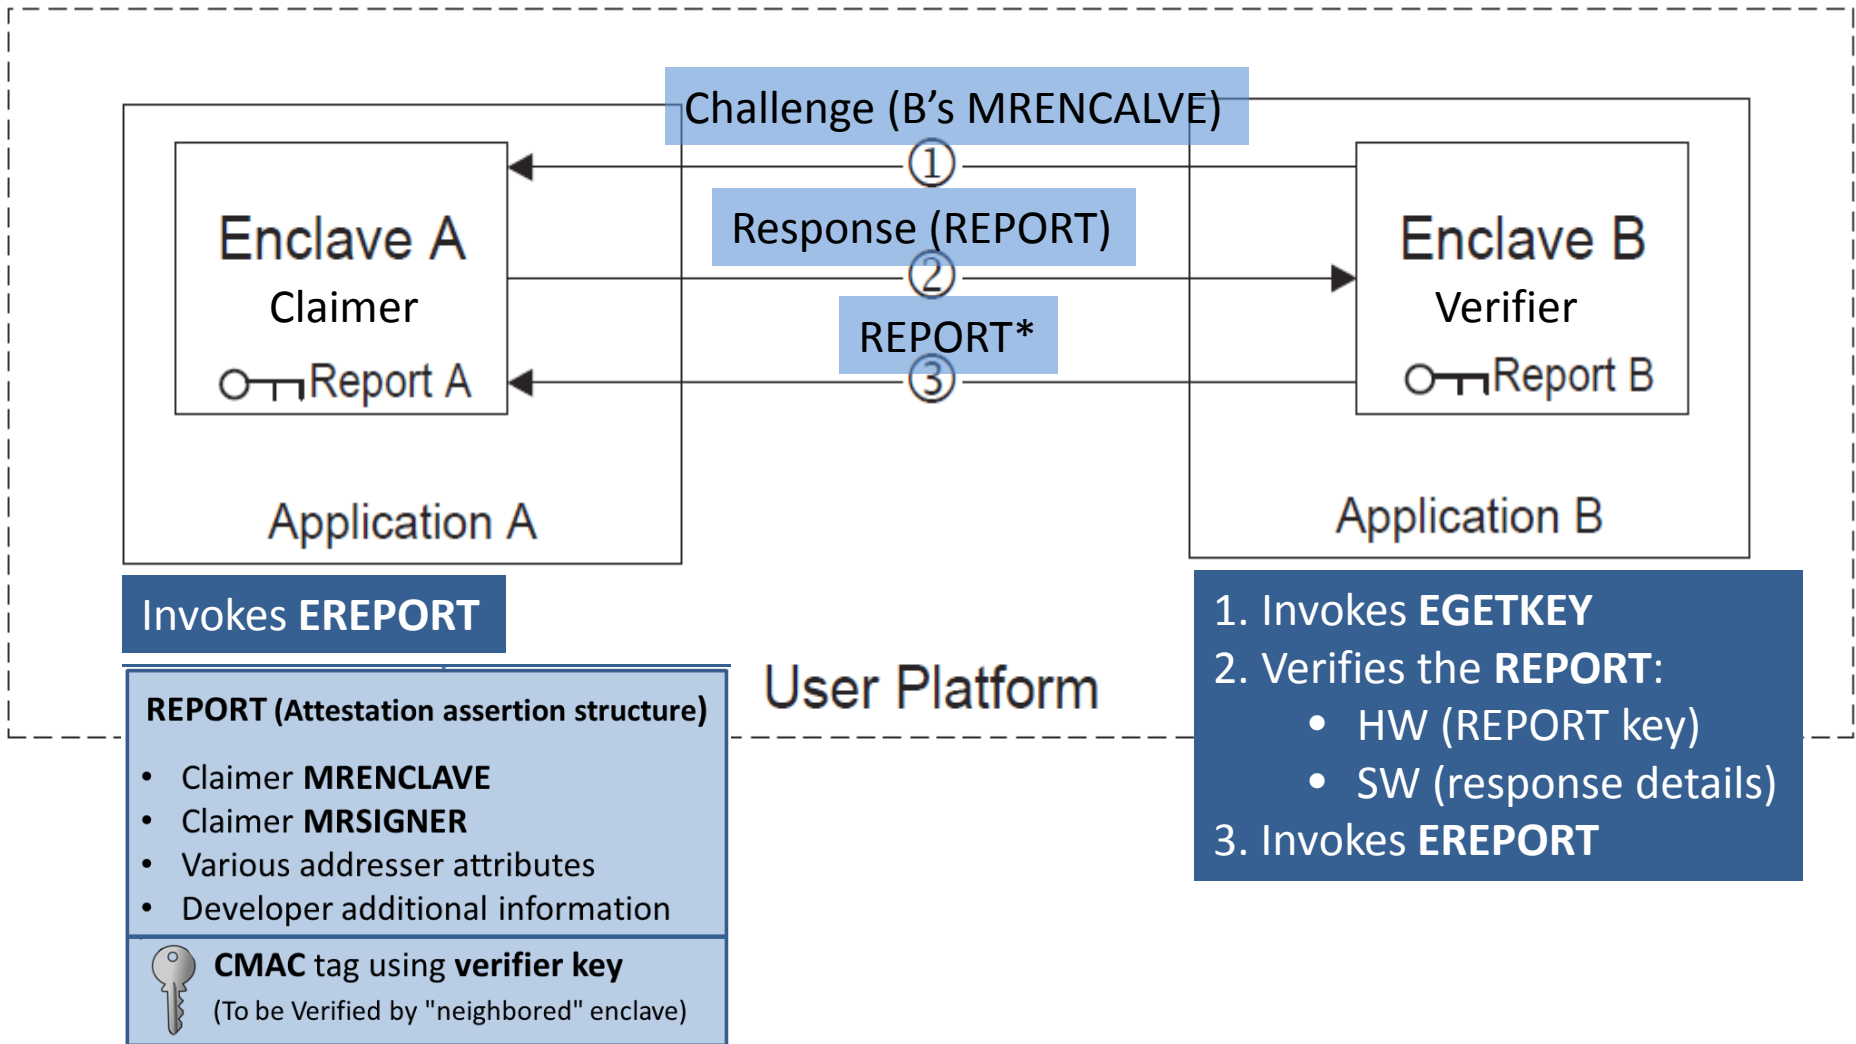 Challenge (B's MRENCALVE)
①
Response (REPORT)
②
REPORT*
③
Enclave A
Claimer
Report A
Application A
Enclave B
Verifier
Report B
Application B
Invokes EREPORT
User Platform
REPORT (Attestation assertion structure)
• Claimer MRENCLAVE
• Claimer MRSIGNER
• Various addresser attributes
• Developer additional information
CMAC tag using verifier key
(To be Verified by "neighbored" enclave)
1. Invokes EGETKEY
2. Verifies the REPORT:
• HW (REPORT key)
• SW (response details)
3. Invokes EREPORT